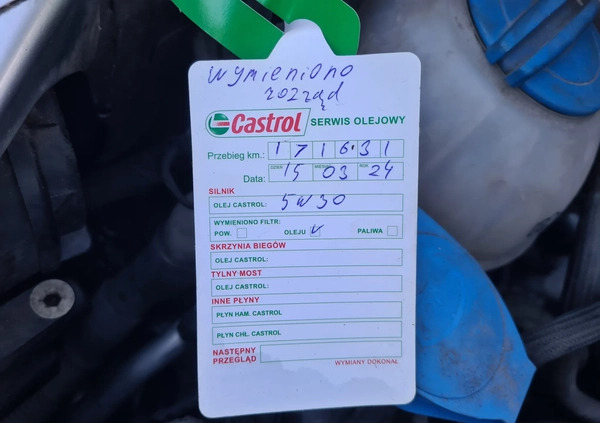 wymieniono
rozrząd
Castrol SERWIS OLEJOWY
Przebieg km.: 171631
DZIEŃ MIESIĄC ROK
Data: 15 03 24
SILNIK
OLEJ CASTROL: 5w30
WYMIENIONO FILTR:
POW. OLEJU v PALIWA
SKRZYNIA BIEGÓW
OLEJ CASTROL:
TYLNY MOST
OLEJ CASTROL:
INNE PŁYNY
PŁYN HAM. CASTROL
PŁYN CHŁ. CASTROL
NASTĘPNY
PRZEGLĄD
WYMIANY DOKONAŁ